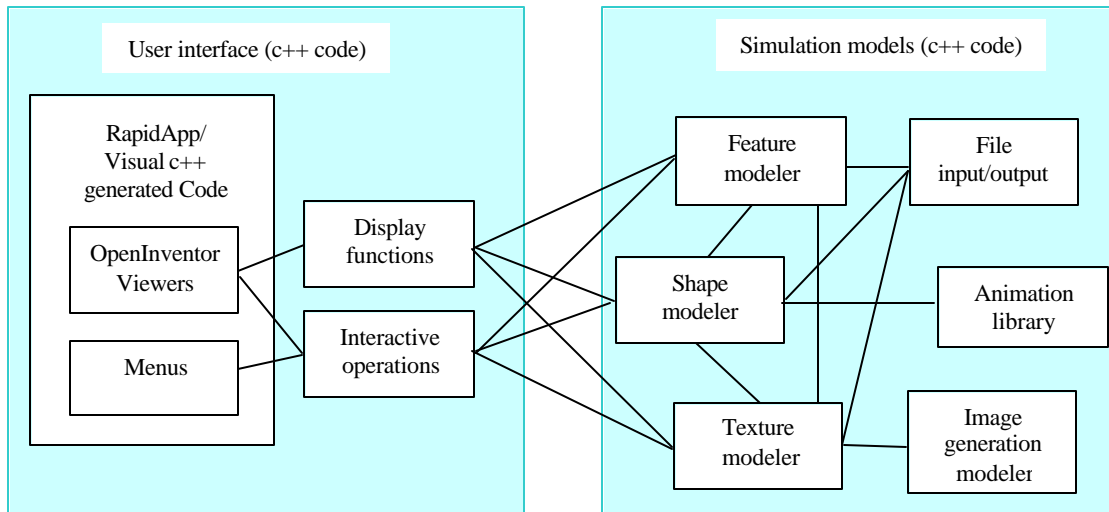 User interface (c++ code)
RapidApp/
Visual c++
generated Code
OpenInventor
Viewers
Menus
Display
functions
Interactive
operations
Simulation models (c++ code)
Feature
modeler
File
input/output
Shape
modeler
Animation
library
Texture
modeler
Image
generation
modeler